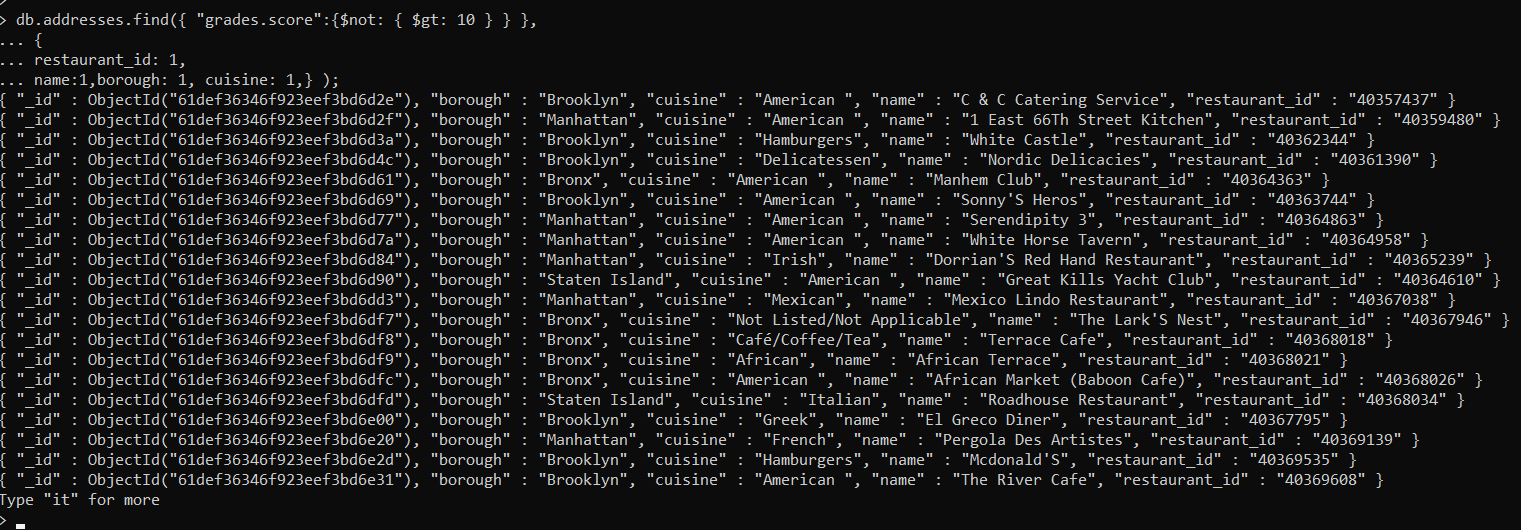 >
> db.addresses.find({ "grades.score":{$not: { $gt: 10 } } },
... {
... restaurant_id: 1,
... name:1,borough: 1, cuisine: 1,} );
{ "_id" : ObjectId("61def36346f923eef3bd6d2e"), "borough" : "Brooklyn", "cuisine" : "American ", "name" : "C & C Catering Service", "restaurant_id" : "40357437" }
{ "_id" : ObjectId("61def36346f923eef3bd6d2f"), "borough" : "Manhattan", "cuisine" : "American ", "name" : "1 East 66Th Street Kitchen", "restaurant_id" : "40359480" }
{ "_id" : ObjectId("61def36346f923eef3bd6d3a"), "borough" : "Brooklyn", "cuisine" : "Hamburgers", "name" : "White Castle", "restaurant_id" : "40362344" }
{ "_id" : ObjectId("61def36346f923eef3bd6d4c"), "borough" : "Brooklyn", "cuisine" : "Delicatessen", "name" : "Nordic Delicacies", "restaurant_id" : "40361390" }
{ "_id" : ObjectId("61def36346f923eef3bd6d61"), "borough" : "Bronx", "cuisine" : "American ", "name" : "Manhem Club", "restaurant_id" : "40364363" }
{ "_id" : ObjectId("61def36346f923eef3bd6d69"), "borough" : "Brooklyn", "cuisine" : "American ", "name" : "Sonny'S Heros", "restaurant_id" : "40363744" }
{ "_id" : ObjectId("61def36346f923eef3bd6d77"), "borough" : "Manhattan", "cuisine" : "American ", "name" : "Serendipity 3", "restaurant_id" : "40364863" }
{ "_id" : ObjectId("61def36346f923eef3bd6d7a"), "borough" : "Manhattan", "cuisine" : "American ", "name" : "White Horse Tavern", "restaurant_id" : "40364958" }
{ "_id" : ObjectId("61def36346f923eef3bd6d84"), "borough" : "Manhattan", "cuisine" : "Irish", "name" : "Dorrian'S Red Hand Restaurant", "restaurant_id" : "40365239" }
{ "_id" : ObjectId("61def36346f923eef3bd6d90"), "borough" : "Staten Island", "cuisine" : "American ", "name" : "Great Kills Yacht Club", "restaurant_id" : "40364610" }
{ "_id" : ObjectId("61def36346f923eef3bd6dd3"), "borough" : "Manhattan", "cuisine" : "Mexican", "name" : "Mexico Lindo Restaurant", "restaurant_id" : "40367038" }
{ "_id" : ObjectId("61def36346f923eef3bd6df7"), "borough" : "Bronx", "cuisine" : "Not Listed/Not Applicable", "name" : "The Lark'S Nest", "restaurant_id" : "40367946" }
{ "_id" : ObjectId("61def36346f923eef3bd6df8"), "borough" : "Bronx", "cuisine" : "Café/Coffee/Tea", "name" : "Terrace Cafe", "restaurant_id" : "40368018" }
{ "_id" : ObjectId("61def36346f923eef3bd6df9"), "borough" : "Bronx", "cuisine" : "African", "name" : "African Terrace", "restaurant_id" : "40368021" }
{ "_id" : ObjectId("61def36346f923eef3bd6dfc"), "borough" : "Bronx", "cuisine" : "American ", "name" : "African Market (Baboon Cafe)", "restaurant_id" : "40368026" }
{ "_id" : ObjectId("61def36346f923eef3bd6dfd"), "borough" : "Staten Island", "cuisine" : "Italian", "name" : "Roadhouse Restaurant", "restaurant_id" : "40368034" }
{ "_id" : ObjectId("61def36346f923eef3bd6e00"), "borough" : "Brooklyn", "cuisine" : "Greek", "name" : "El Greco Diner", "restaurant_id" : "40367795" }
{ "_id" : ObjectId("61def36346f923eef3bd6e20"), "borough" : "Manhattan", "cuisine" : "French", "name" : "Pergola Des Artistes", "restaurant_id" : "40369139" }
{ "_id" : ObjectId("61def36346f923eef3bd6e2d"), "borough" : "Brooklyn", "cuisine" : "Hamburgers", "name" : "Mcdonald'S", "restaurant_id" : "40369535" }
{ "_id" : ObjectId("61def36346f923eef3bd6e31"), "borough" : "Brooklyn", "cuisine" : "American ", "name" : "The River Cafe", "restaurant_id" : "40369608" }
Type "it" for more
>